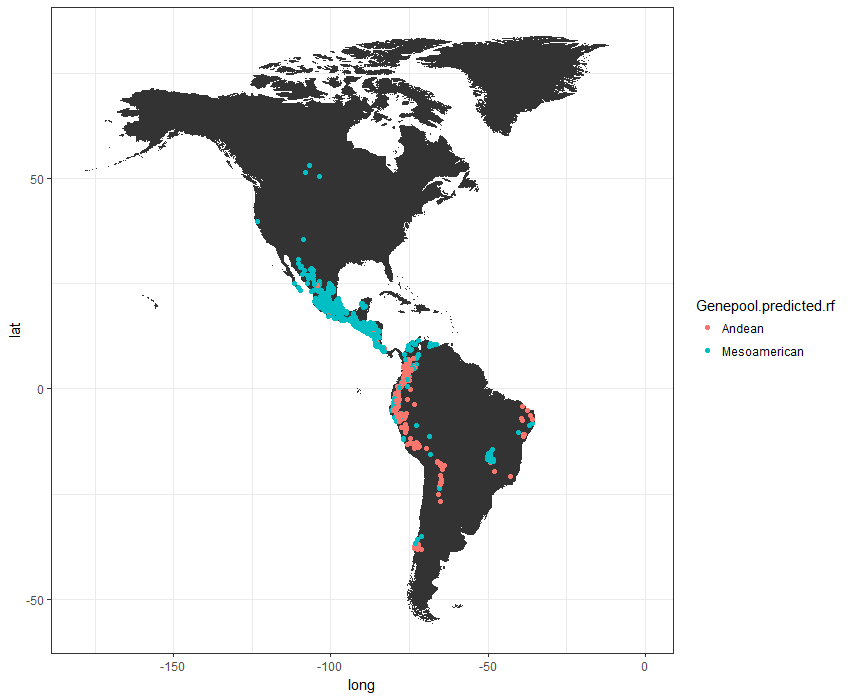 50
0
-50
lat
-150
-100
-50
0
long
Genepool.predicted.rf
Andean
Mesoamerican